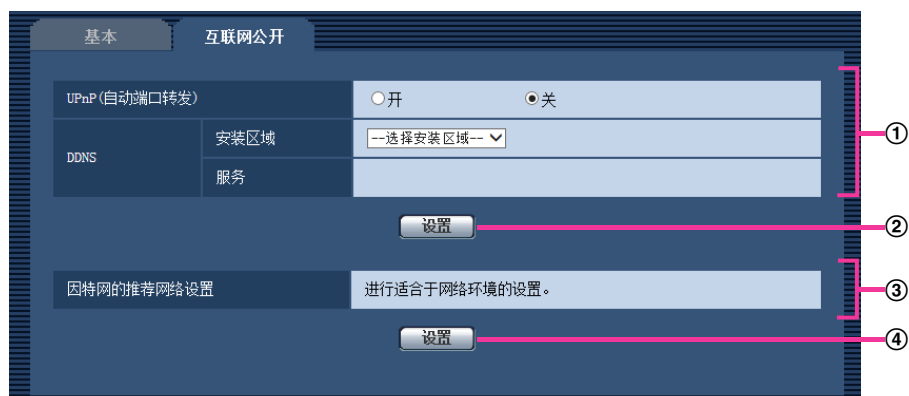 基本 互联网公开
UPnP(自动端口转发) 开 关
①
DDNS 安装区域 --选择安装区域--
服务
设置
②
因特网的推荐网络设置 进行适合于网络环境的设置。
③
设置
④